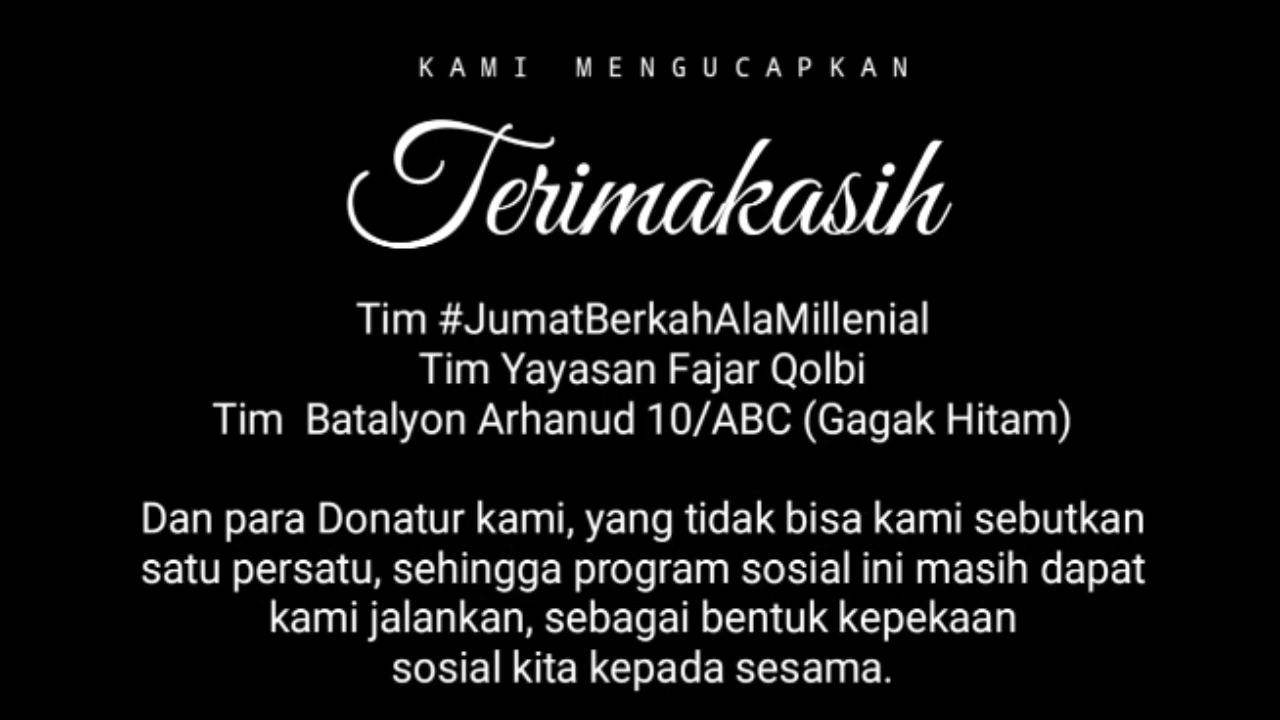 KAMI MENGUCAPKAN
Terimakasih
Tim #JumatBerkahAlaMillenial
Tim Yayasan Fajar Qolbi
Tim Batalyon Arhanud 10/ABC (Gagak Hitam)
Dan para Donatur kami, yang tidak bisa kami sebutkan
satu persatu, sehingga program sosial ini masih dapat
kami jalankan, sebagai bentuk kepekaan
sosial kita kepada sesama.